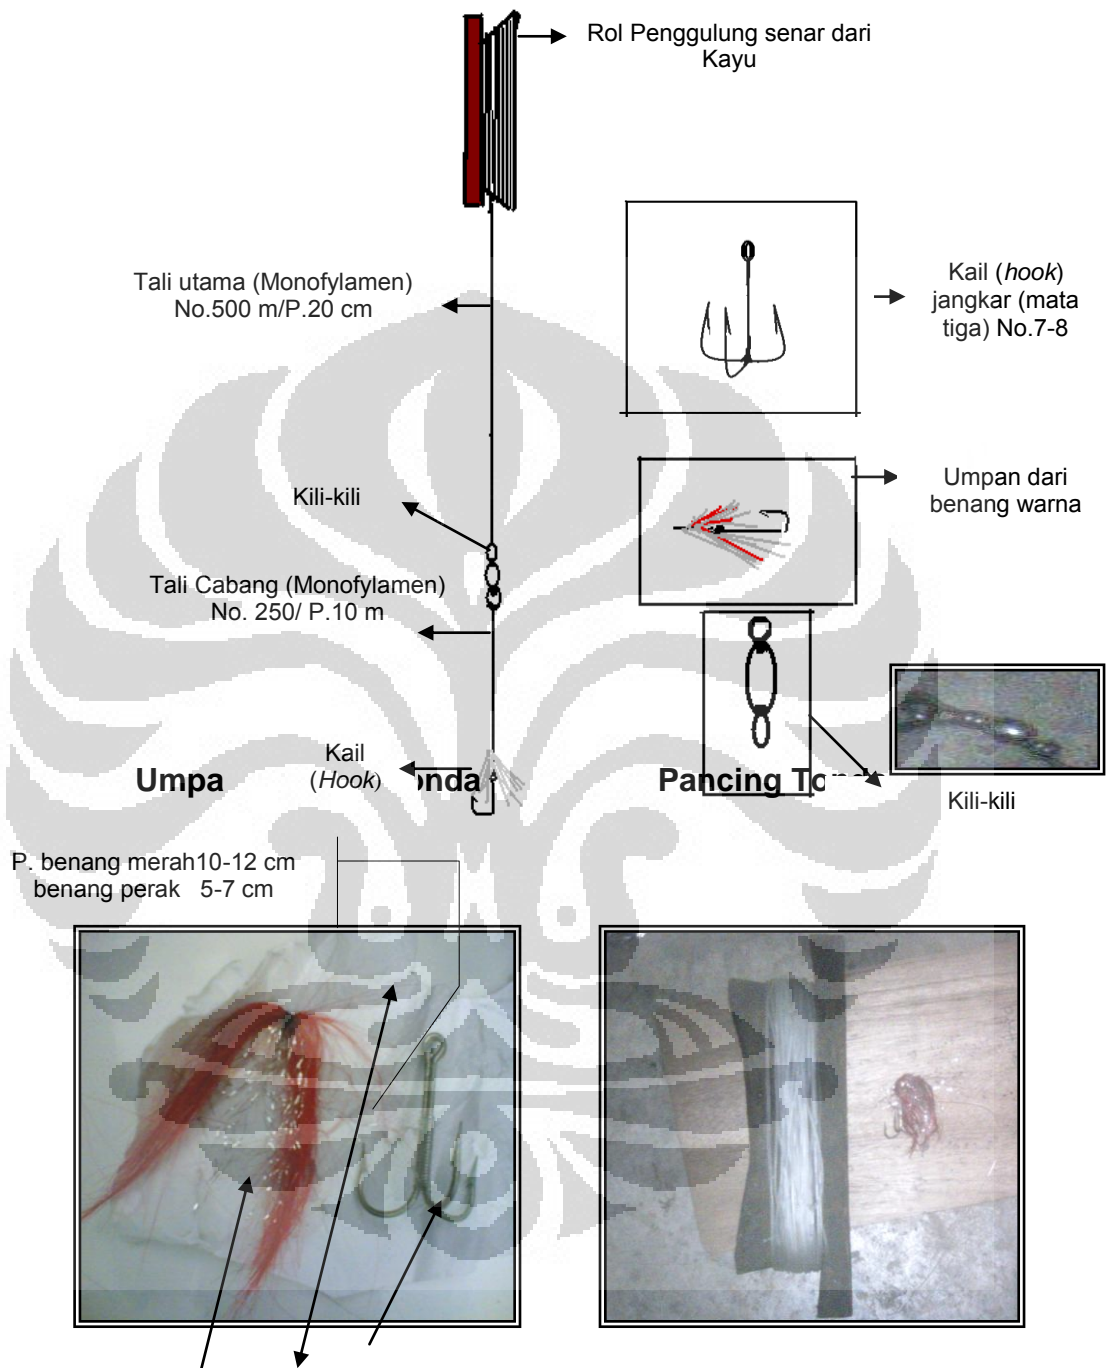 Rol Penggulung senar dari
Kayu
Tali utama (Monofylamen)
No.500 m/P.20 cm
Kail (hook)
jangkar (mata
tiga) No.7-8
Umpan dari
benang warna
Kili-kili
Tali Cabang (Monofylamen)
No. 250/ P.10 m
Kail
(Hook)
Kili-kili
Umpa onda
Pancing To
P. benang merah10-12 cm
benang perak 5-7 cm